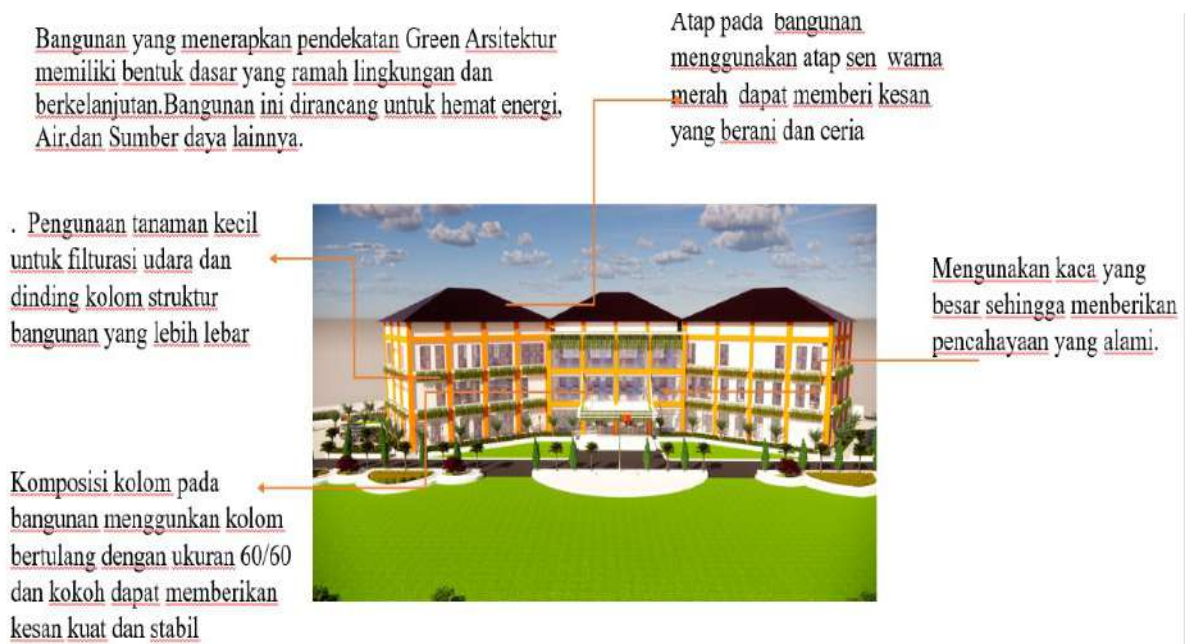 Bangunan yang menerapkan pendekatan Green Arsitektur
memiliki bentuk dasar yang ramah lingkungan dan
berkelanjutan.Bangunan ini dirancang untuk hemat energi,
Air,dan Sumber daya lainnya.
Atap pada bangunan
menggunakan atap sen warna
merah dapat memberi kesan
yang berani dan ceria
. Pengunaan tanaman kecil
untuk filturasi udara dan
dinding kolom struktur
bangunan yang lebih lebar
Mengunakan kaca yang
besar sehingga menberikan
pencahayaan yang alami.
Komposisi kolom pada
bangunan menggunkan kolom
bertulang dengan ukuran 60/60
dan kokoh dapat memberikan
kesan kuat dan stabil